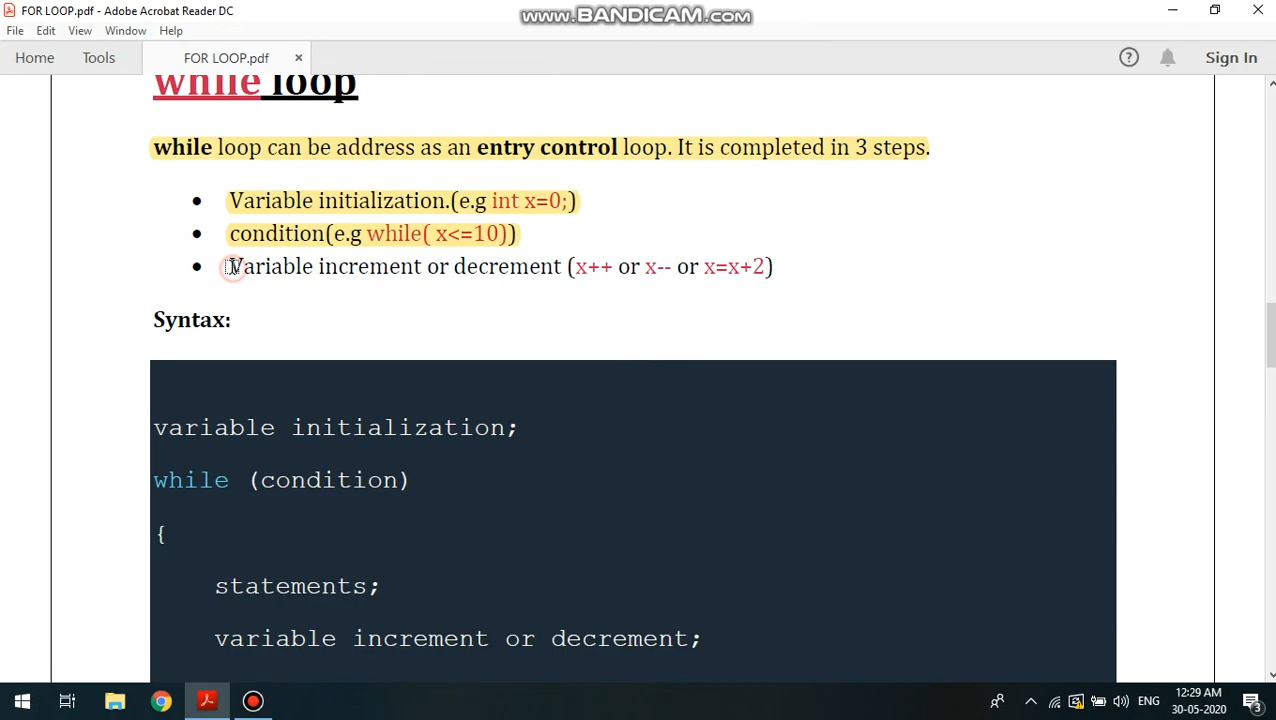 FOR LOOP.pdf - Adobe Acrobat Reader DC
www.BANDICAM.com
File Edit View Window Help
Home Tools FOR LOOP.pdf × Sign In
while loop
while loop can be address as an entry control loop. It is completed in 3 steps.
• Variable initialization.(e.g int x=0;)
• condition(e.g while( x<=10))
• Variable increment or decrement (x++ or x-- or x=x+2)
Syntax:
variable initialization;
while (condition)
{
statements;
variable increment or decrement;
ENG
12:29 AM
30-05-2020
3